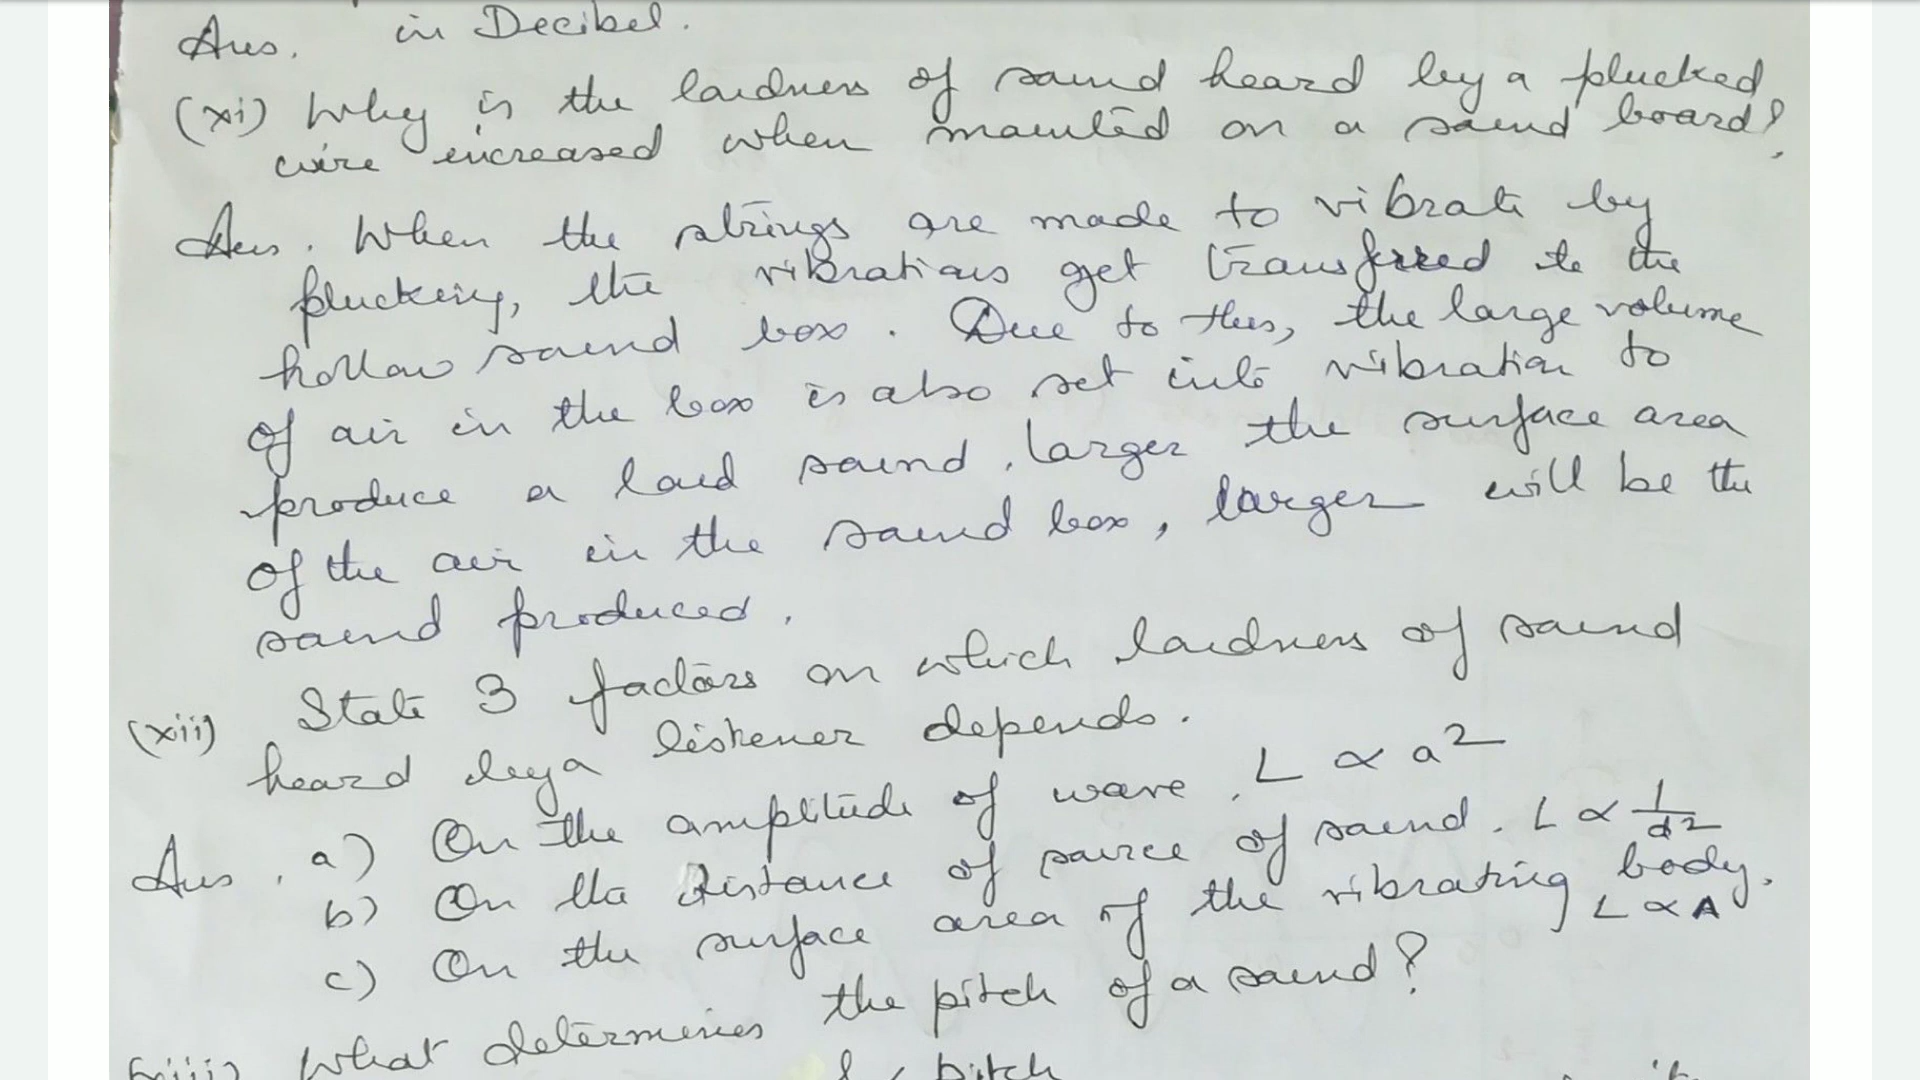 Ans. in Decibel.
(xi) Why is the loudness of sound heard by a plucked
wire increased when mounted on a sound board?
Ans. When the strings are made to vibrate by
plucking, the vibrations get transferred to the
hollow sound box. Due to this, the large volume
of air in the box is also set into vibration to
produce a loud sound. Larger the surface area
of the air in the sound box, larger will be the
sound produced.
(xii) State 3 factors on which loudness of sound
heard by a listener depends.
Ans. a) On the amplitude of wave. L ∝ a²
b) On the distance of source of sound. L ∝ 1/d²
c) On the surface area of the vibrating body. L ∝ A
(xiii) What determines the pitch of a sound?
pitch